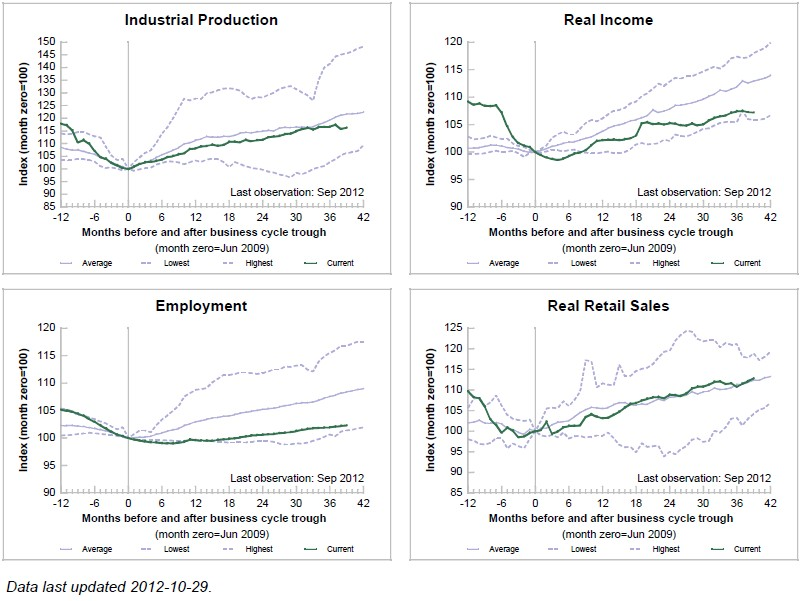 Industrial Production
Index (month zero=100)
150
145
140
135
130
125
120
115
110
105
100
95
90
85
Last observation: Sep 2012
-12 -6 0 6 12 18 24 30 36 42
Months before and after business cycle trough
(month zero=Jun 2009)
Average Lowest Highest Current
Real Income
Index (month zero=100)
120
115
110
105
100
95
90
Last observation: Sep 2012
-12 -6 0 6 12 18 24 30 36 42
Months before and after business cycle trough
(month zero=Jun 2009)
Average Lowest Highest Current
Employment
Index (month zero=100)
120
115
110
105
100
95
90
Last observation: Sep 2012
-12 -6 0 6 12 18 24 30 36 42
Months before and after business cycle trough
(month zero=Jun 2009)
Average Lowest Highest Current
Real Retail Sales
Index (month zero=100)
125
120
115
110
105
100
95
90
85
Last observation: Sep 2012
-12 -6 0 6 12 18 24 30 36 42
Months before and after business cycle trough
(month zero=Jun 2009)
Average Lowest Highest Current
Data last updated 2012-10-29.